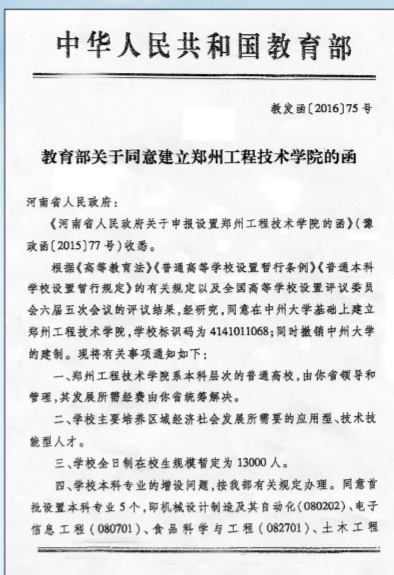 中华人民共和国教育部
教发函[2016]75号
教育部关于同意建立郑州工程技术学院的函
河南省人民政府:
《河南省人民政府关于申报设置郑州工程技术学院的函》(豫
政函[2015]77号)收悉。
根据《高等教育法》《普通高等学校设置暂行条例》《普通本科
学校设置暂行规定》的有关规定以及全国高等学校设置评议委员
会六届五次会议的评议结果,经研究,同意在中州大学基础上建立
郑州工程技术学院,学校标识码为4141011068;同时撤销中州大学
的建制。现将有关事项通知如下:
一、郑州工程技术学院系本科层次的普通高校,由你省领导和
管理,其发展所需经费由你省统筹解决。
二、学校主要培养区域经济社会发展所需要的应用型、技术技
能型人才。
三、学校全日制在校生规模暂定为13000人。
四、学校本科专业的增设问题,按我部有关规定办理。同意首
批设置本科专业5个,即机械设计制造及其自动化(080202)、电子
信息工程(080701)、食品科学与工程(082701)、土木工程